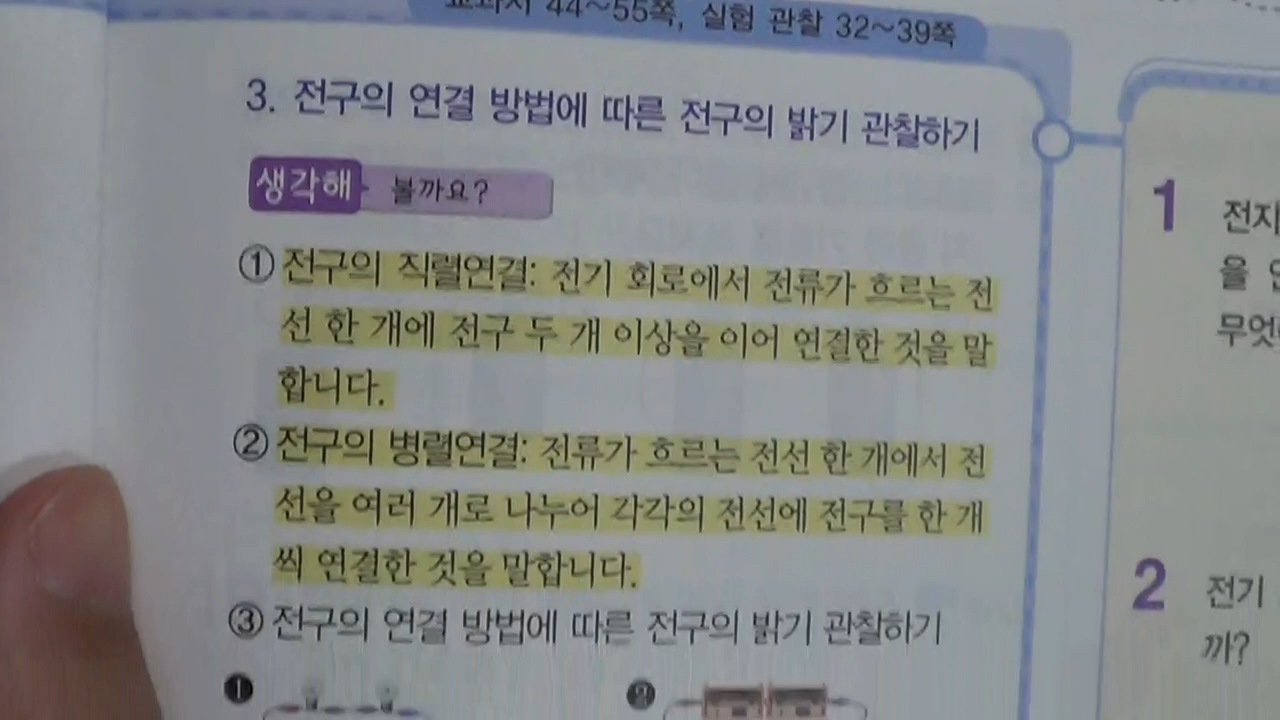 교과서 44~55쪽, 실험 관찰 32~39쪽
3. 전구의 연결 방법에 따른 전구의 밝기 관찰하기
생각해 볼까요?
① 전구의 직렬연결: 전기 회로에서 전류가 흐르는 전
선 한 개에 전구 두 개 이상을 이어 연결한 것을 말
합니다.
② 전구의 병렬연결: 전류가 흐르는 전선 한 개에서 전
선을 여러 개로 나누어 각각의 전선에 전구를 한 개
씩 연결한 것을 말합니다.
③ 전구의 연결 방법에 따른 전구의 밝기 관찰하기
❶
❷
1 전지
을
무엇
2 전기
까?